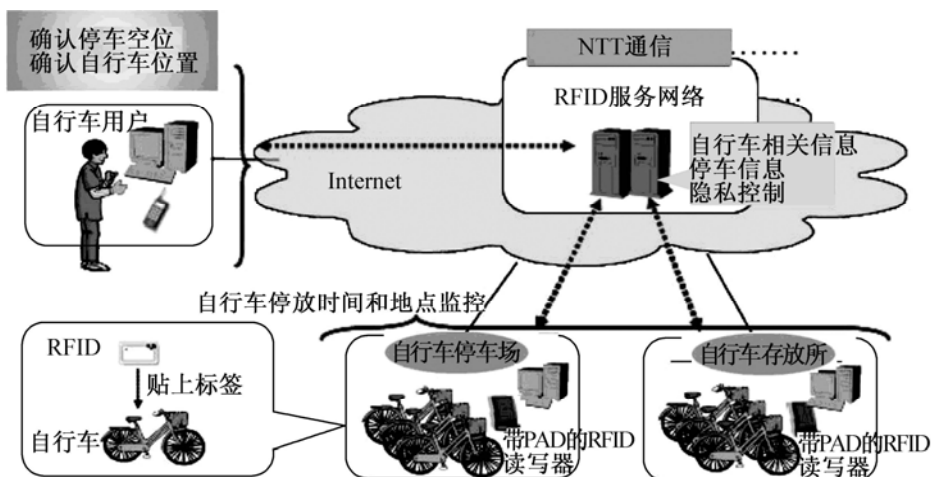 确认停车空位
确认自行车位置
NTT通信
RFID服务网络
自行车用户
自行车相关信息
停车信息
隐私控制
Internet
自行车停放时间和地点监控
RFID
贴上标签
自行车
自行车停车场
带PAD的RFID
读写器
自行车存放所
带PAD的RFID
读写器